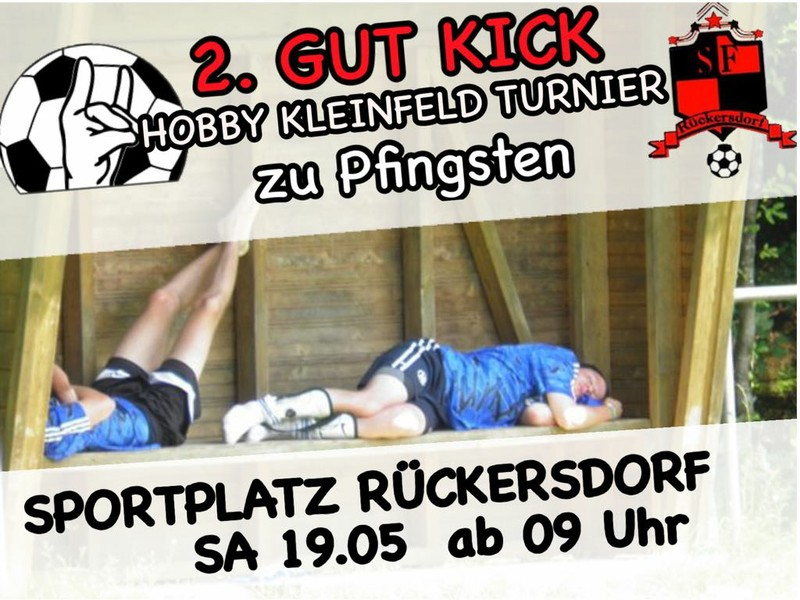 2. GUT KICK
HOBBY KLEINFELD TURNIER
zu Pfingsten
SF
Rückersdorf
SPORTPLATZ RÜCKERSDORF
SA 19.05 ab 09 Uhr